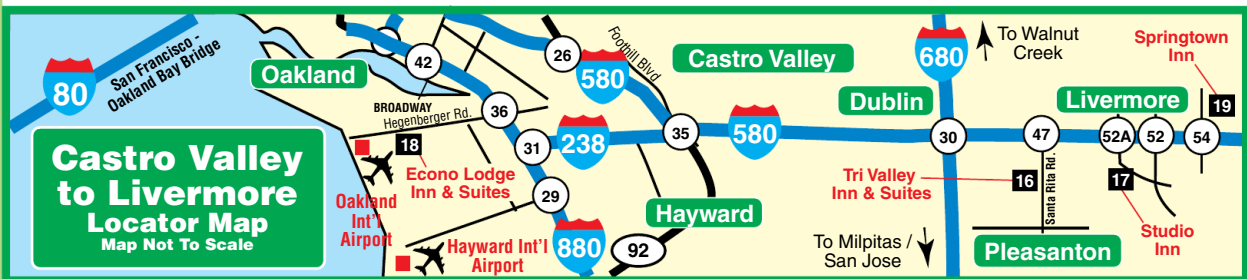 80
San Francisco -
Oakland Bay Bridge
Castro Valley
to Livermore
Locator Map
Map Not To Scale
Oakland
42
BROADWAY
Hegenberger Rd.
36
18
Econo Lodge
Inn & Suites
Oakland
Int'l
Airport
31
238
29
Hayward Int'l
Airport
880
92
26
580
Foothill Blvd
Castro Valley
35
580
Hayward
680
To Walnut
Creek
Dublin
30
Tri Valley
Inn & Suites
16
To Milpitas /
San Jose
47
Santa Rita Rd.
Pleasanton
Livermore
52A
52
54
17
Studio
Inn
Springtown
Inn
19